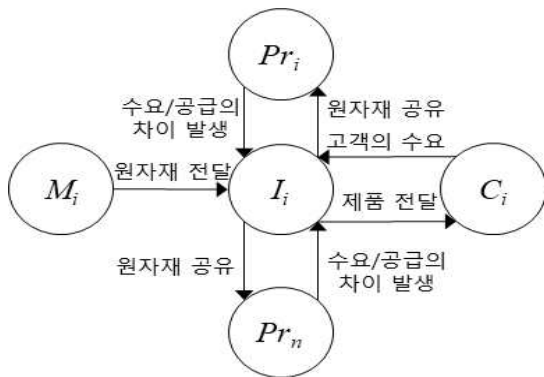 Pr_i
수요/공급의 원자재 공유
차이 발생 고객의 수요
원자재 전달
M_i I_i C_i
제품 전달
원자재 공유 수요/공급의
차이 발생
Pr_n